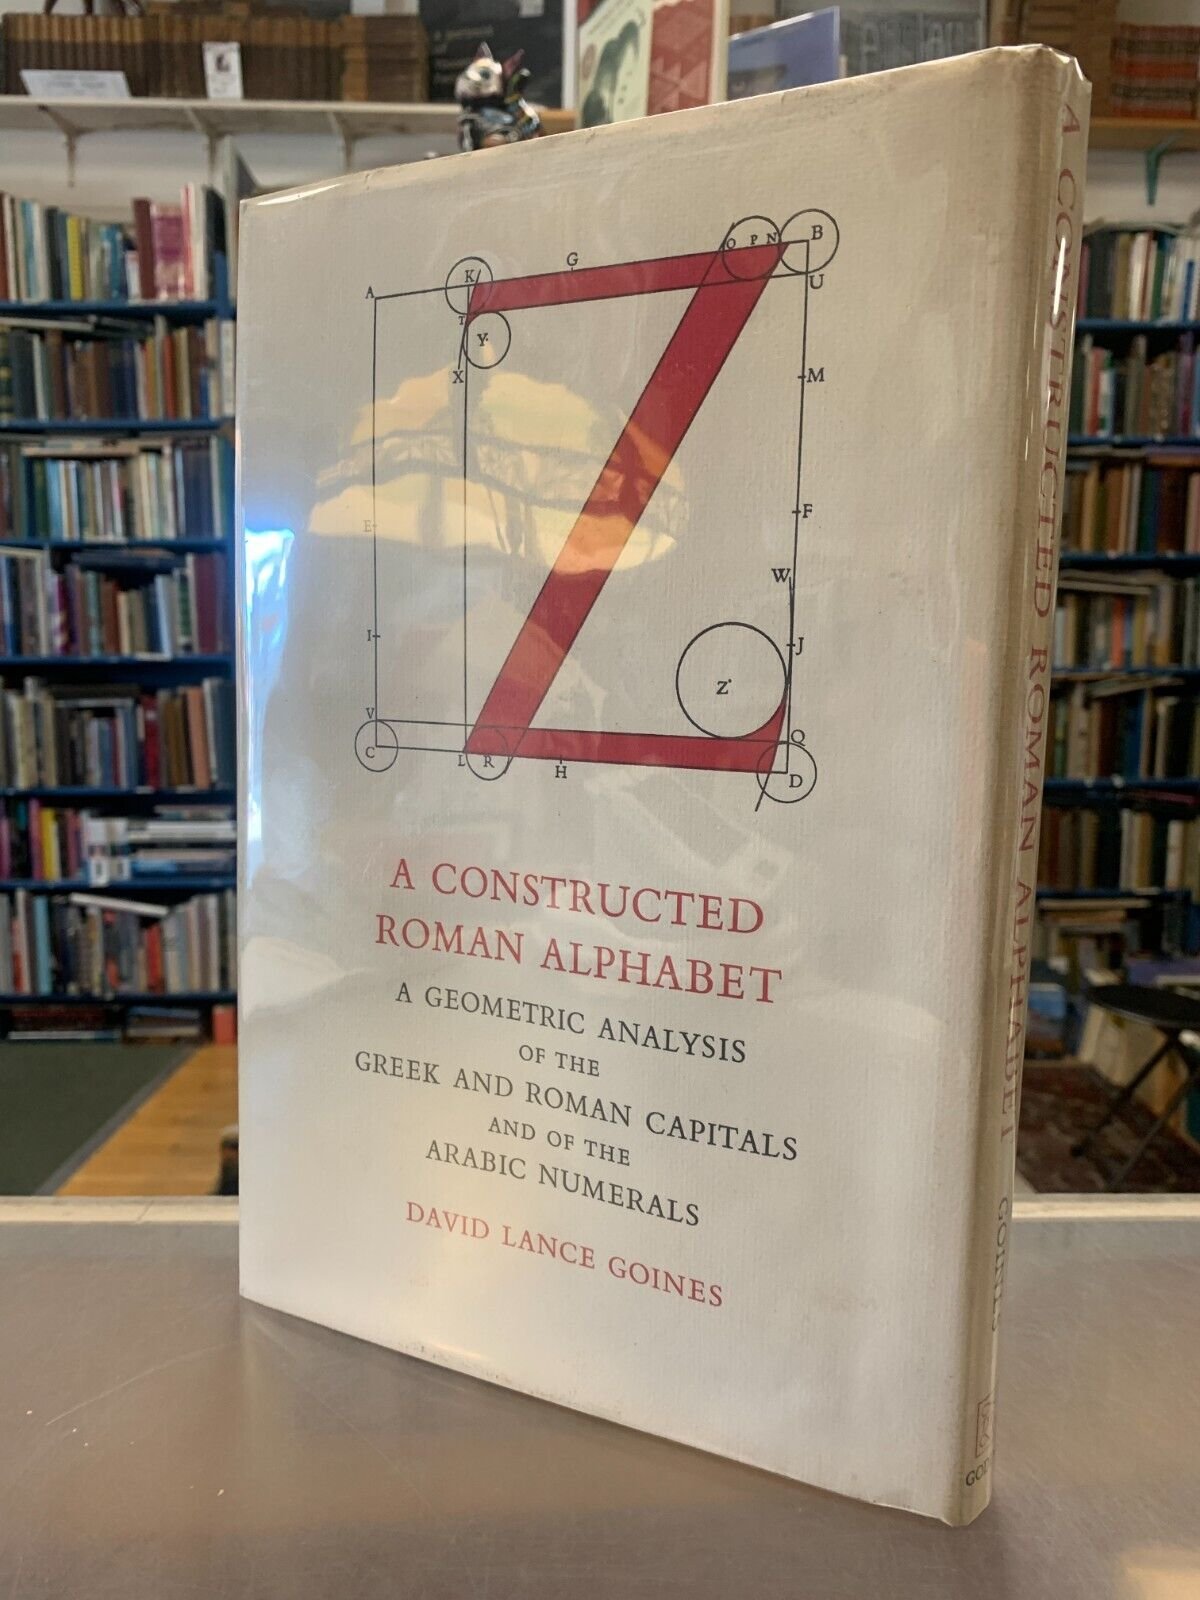 A
K
G
O P N
B
U
T
Y
X
M
E
F
W
I
J
Z
V
Q
C
L
R
H
D
A CONSTRUCTED
ROMAN ALPHABET
A GEOMETRIC ANALYSIS
OF THE
GREEK AND ROMAN CAPITALS
AND OF THE
ARABIC NUMERALS
DAVID LANCE GOINES
A CONSTRUCTED ROMAN ALPHABET
GOINES